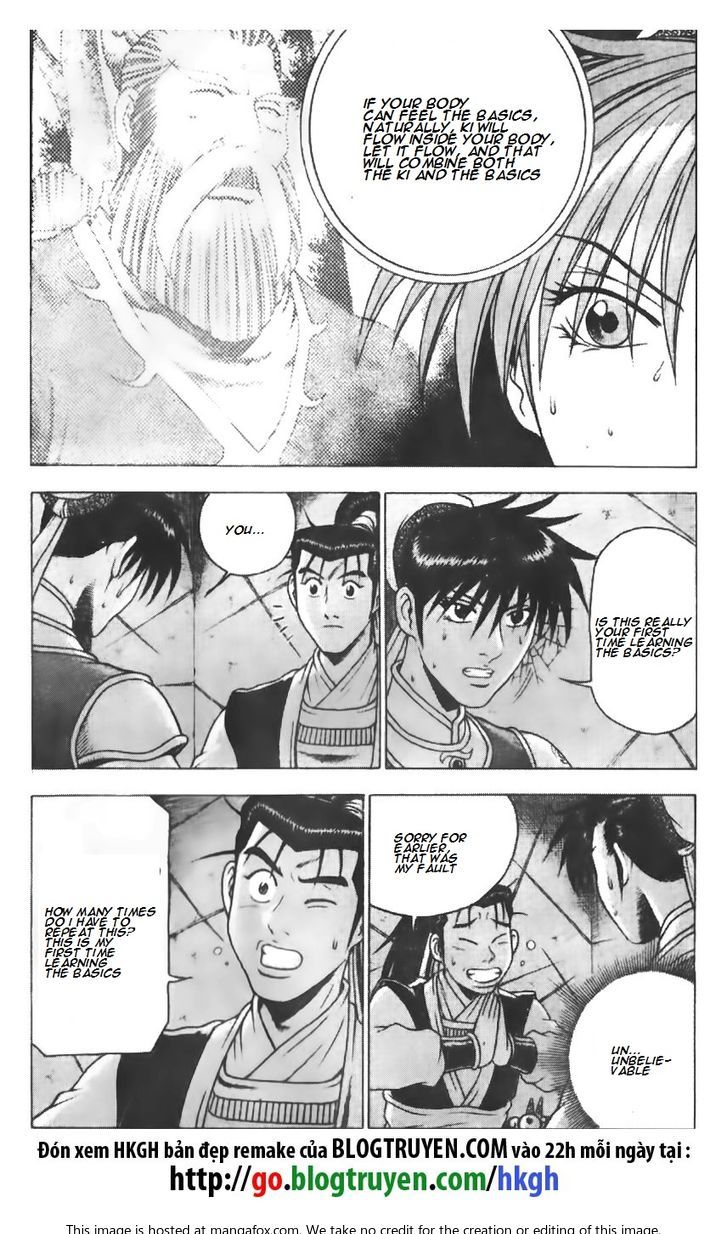 IF YOUR BODY
CAN FEEL THE BASICS,
NATURALLY, KI WILL
FLOW INSIDE YOUR BODY,
LET IT FLOW, AND THAT
WILL COMBINE BOTH
THE KI AND THE BASICS
YOU...
IS THIS REALLY
YOUR FIRST
TIME LEARNING
THE BASICS?
HOW MANY TIMES
DO I HAVE TO
REPEAT THIS?
THIS IS MY
FIRST TIME
LEARNING
THE BASICS
SORRY FOR
EARLIER,
THAT WAS
MY FAULT
UN...
UNBELIE-
VABLE
Đón xem HKGH bản đẹp remake của BLOGTRUYEN.COM vào 22h mỗi ngày tại :
http://go.blogtruyen.com/hkgh
This image is hosted at mangafox.com. We take no credit for the creation or editing of this image.